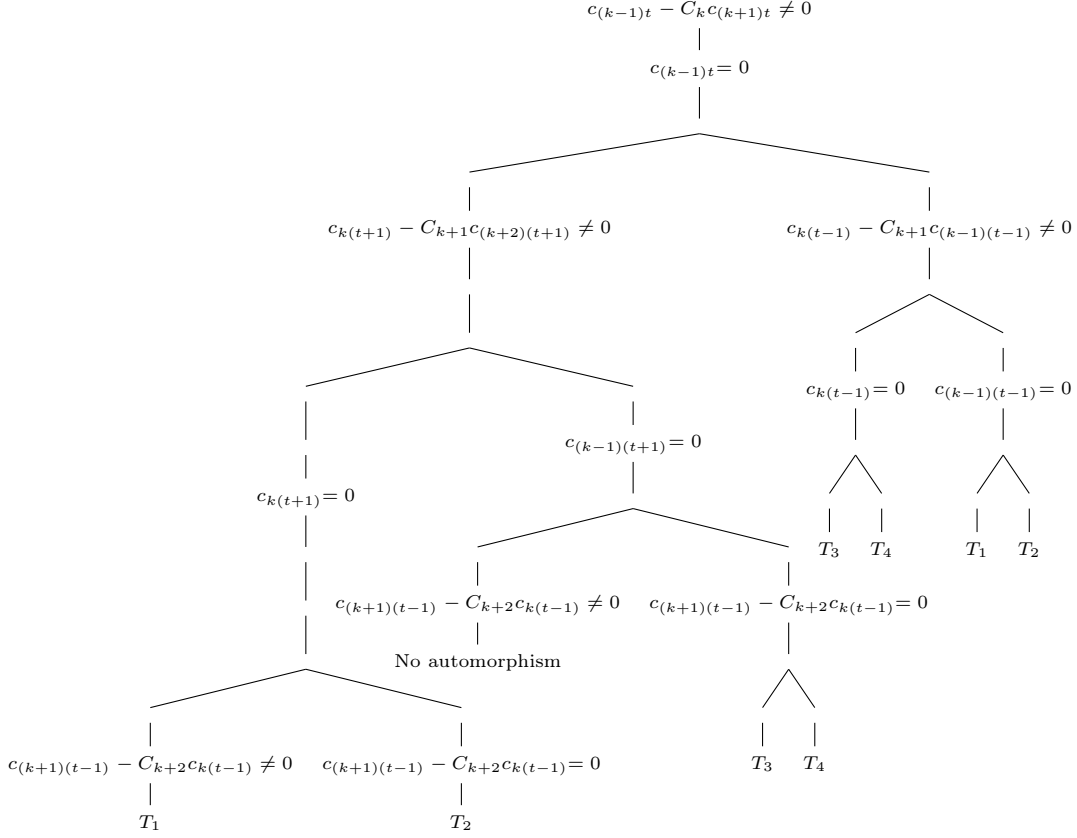 c_{(k−1)t} − C_k c_{(k+1)t} ≠ 0
c_{(k−1)t} = 0
c_{k(t+1)} − C_{k+1} c_{(k+2)(t+1)} ≠ 0
c_{k(t−1)} − C_{k+1} c_{(k−1)(t−1)} ≠ 0
c_{k(t−1)} = 0
c_{(k−1)(t−1)} = 0
c_{(k−1)(t+1)} = 0
c_{k(t+1)} = 0
T_3
T_4
T_1
T_2
c_{(k+1)(t−1)} − C_{k+2} c_{k(t−1)} ≠ 0
c_{(k+1)(t−1)} − C_{k+2} c_{k(t−1)} = 0
No automorphism
T_3
T_4
c_{(k+1)(t−1)} − C_{k+2} c_{k(t−1)} ≠ 0
c_{(k+1)(t−1)} − C_{k+2} c_{k(t−1)} = 0
T_1
T_2